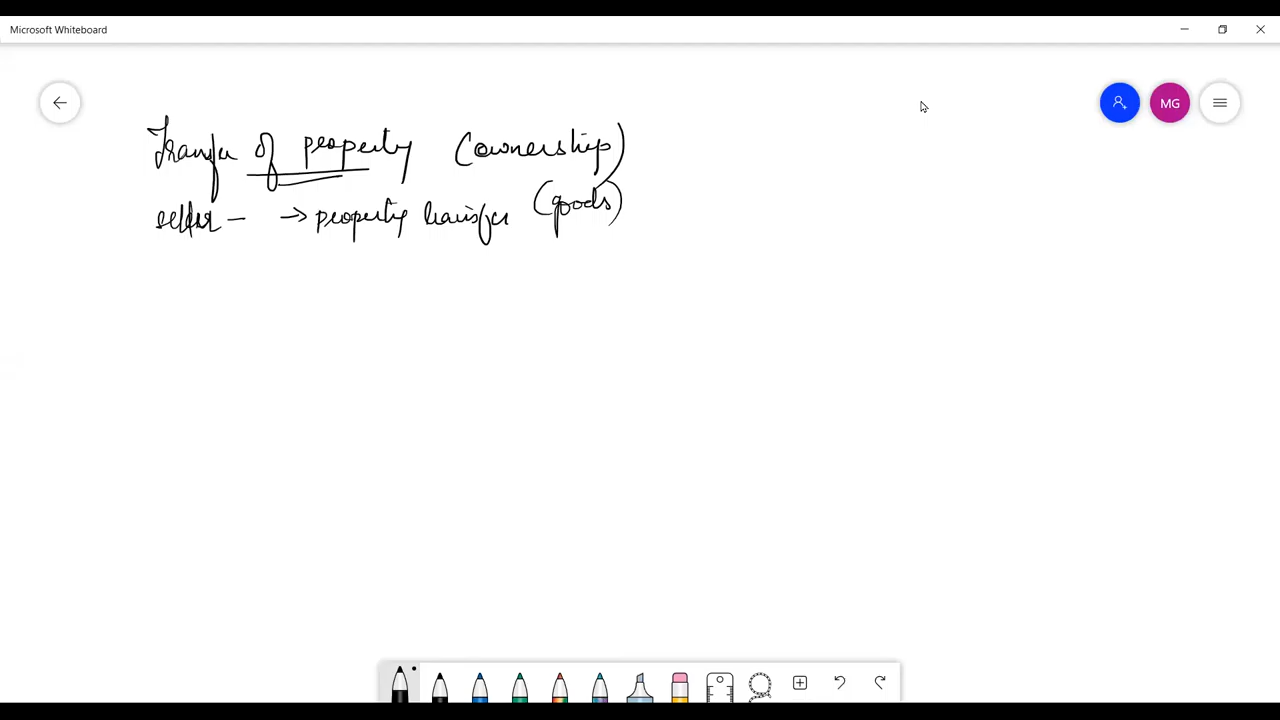 Microsoft Whiteboard
MG
Transfer of property (ownership)
seller - → property transfer (goods)